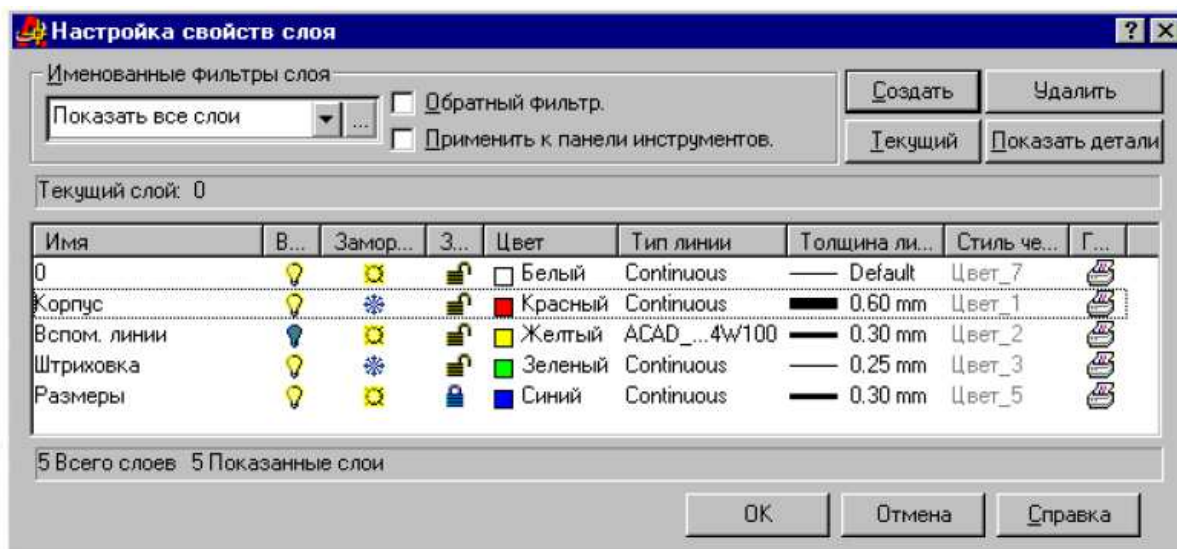 Настройка свойств слоя
Именованные фильтры слоя
Показать все слои ... Обратный фильтр.
Применить к панели инструментов.
Создать Удалить
Текущий Показать детали
Текущий слой: 0
Имя В... Замор... З... Цвет Тип линии Толщина ли... Стиль че... Г...
0 Белый Continuous Default Цвет_7
Корпус Красный Continuous 0.60 mm Цвет_1
Вспом. линии Желтый ACAD_...4W100 0.30 mm Цвет_2
Штриховка Зеленый Continuous 0.25 mm Цвет_3
Размеры Синий Continuous 0.30 mm Цвет_5
5 Всего слоев 5 Показанные слои
OK Отмена Справка